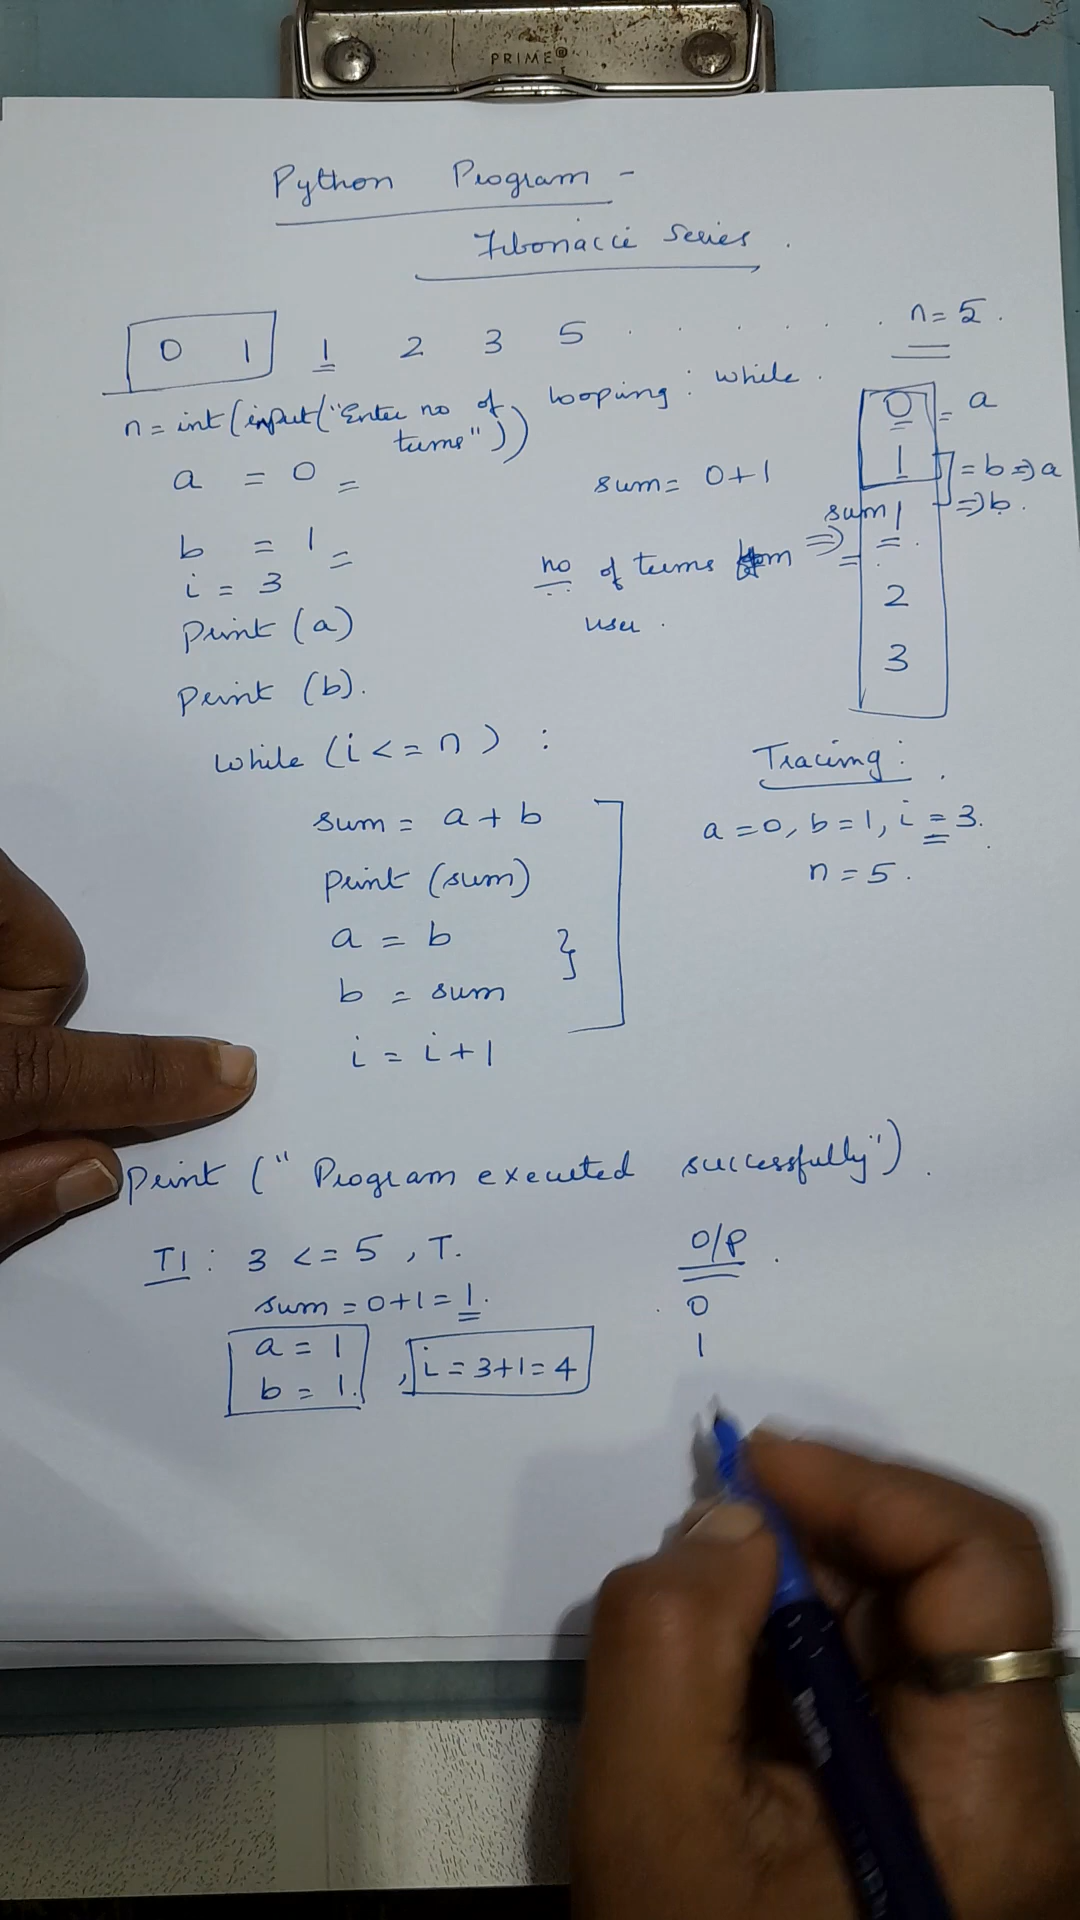 PRIME
Python Program -
Fibonacci Series .
0 1 1 2 3 5 . . . . . .
n = 5 .
looping : while .
n = int(input("Enter no of terms"))
a = 0
b = 1
i = 3
print (a)
print (b).
while (i <= n) :
sum = a + b
print (sum)
a = b
b = sum
i = i + 1
print (" Program executed successfully") .
sum = 0+1
no of terms
user .
0 = a
1 = b => a
sum 1 => b.
=> =
2
3
Tracing : .
a = 0, b = 1, i = 3.
n = 5 .
T1 : 3 <= 5 , T.
sum = 0+1 = 1.
a = 1
b = 1. , i = 3+1 = 4
O/P .
0
1